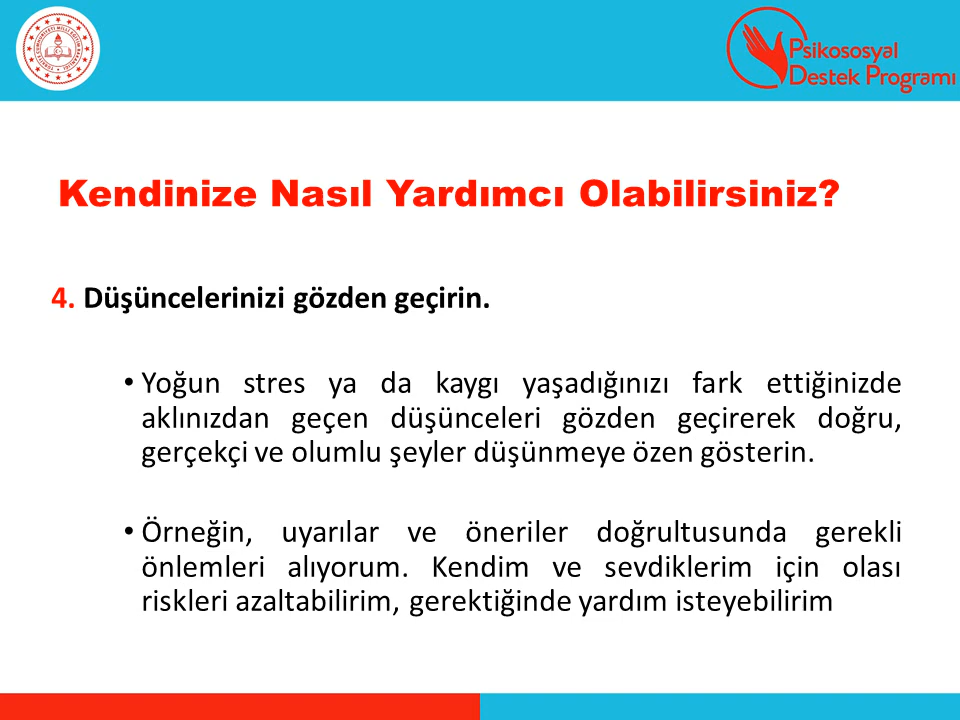 Psikososyal
Destek Programı
Kendinize Nasıl Yardımcı Olabilirsiniz?
4. Düşüncelerinizi gözden geçirin.
• Yoğun stres ya da kaygı yaşadığınızı fark ettiğinizde
aklınızdan geçen düşünceleri gözden geçirerek doğru,
gerçekçi ve olumlu şeyler düşünmeye özen gösterin.
• Örneğin, uyarılar ve öneriler doğrultusunda gerekli
önlemleri alıyorum. Kendim ve sevdiklerim için olası
riskleri azaltabilirim, gerektiğinde yardım isteyebilirim